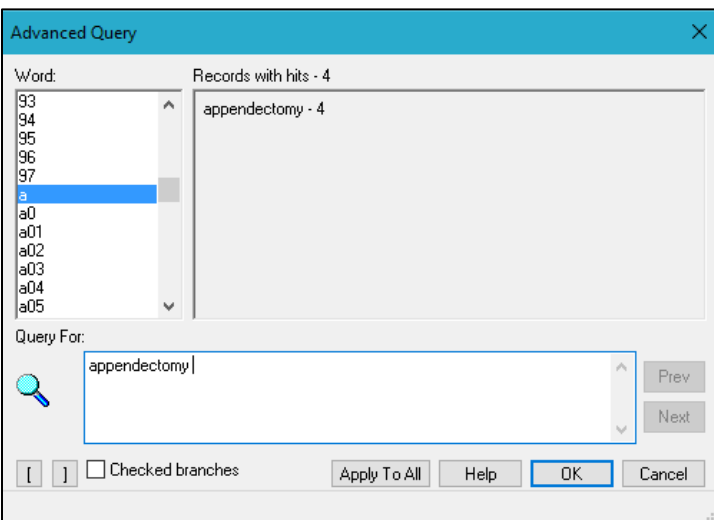 Advanced Query
Word:
Records with hits - 4
93
94
95
96
97
a
a0
a01
a02
a03
a04
a05
appendectomy - 4
Query For:
appendectomy
Prev
Next
[ ] Checked branches Apply To All Help OK Cancel